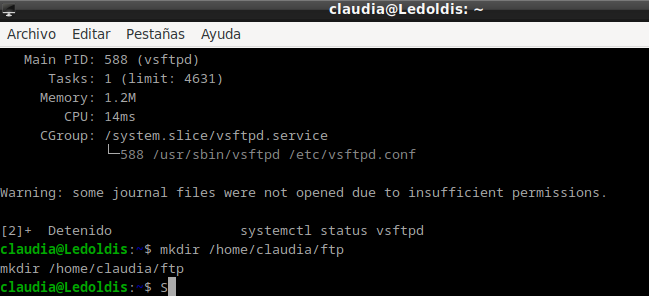 claudia@Ledoldis: ~
Archivo Editar Pestañas Ayuda
Main PID: 588 (vsftpd)
Tasks: 1 (limit: 4631)
Memory: 1.2M
CPU: 14ms
CGroup: /system.slice/vsftpd.service
└─588 /usr/sbin/vsftpd /etc/vsftpd.conf
Warning: some journal files were not opened due to insufficient permissions.
[2]+  Detenido                systemctl status vsftpd
claudia@Ledoldis:~$ mkdir /home/claudia/ftp
mkdir /home/claudia/ftp
claudia@Ledoldis:~$ S